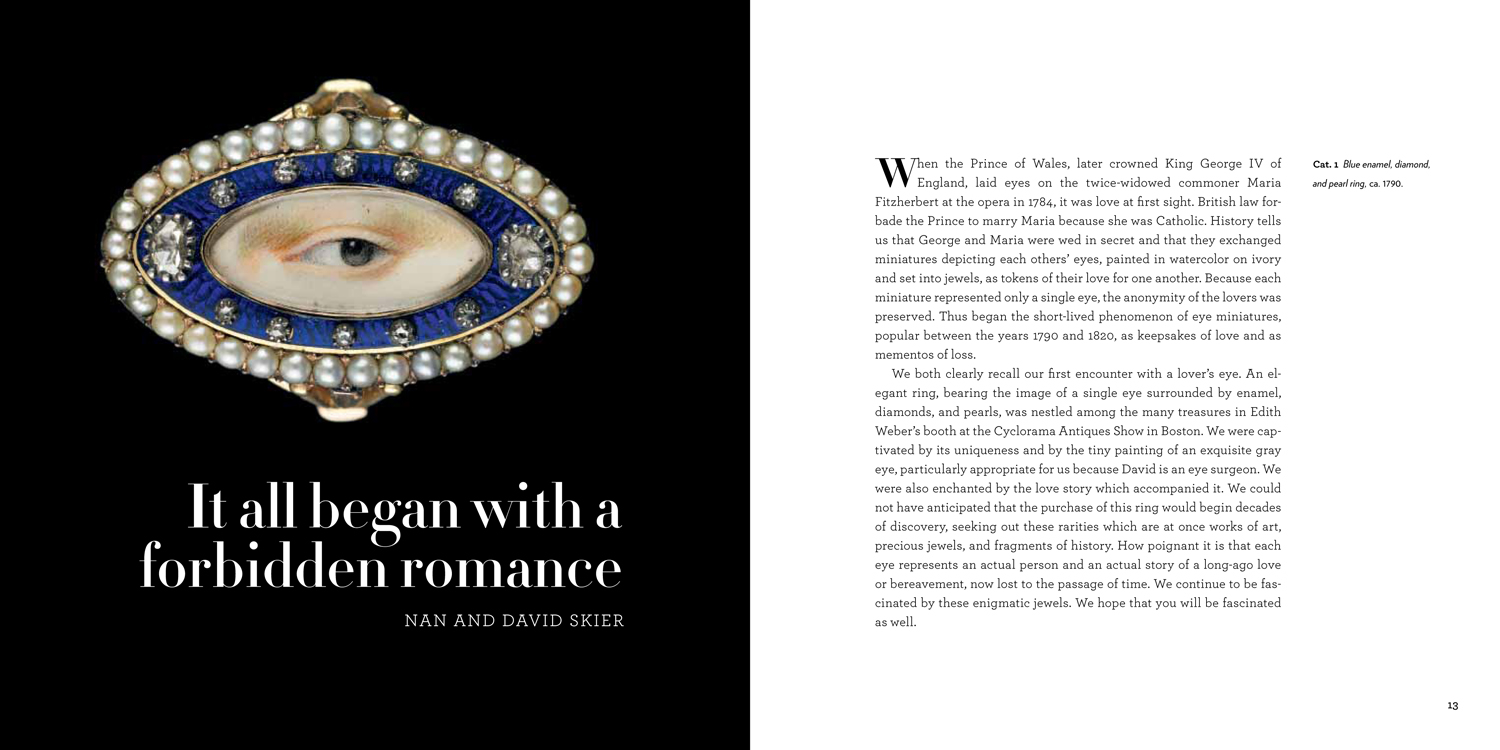 It all began with a
forbidden romance
NAN AND DAVID SKIER
When the Prince of Wales, later crowned King George IV of
England, laid eyes on the twice-widowed commoner Maria
Fitzherbert at the opera in 1784, it was love at first sight. British law for-
bade the Prince to marry Maria because she was Catholic. History tells
us that George and Maria were wed in secret and that they exchanged
miniatures depicting each others’ eyes, painted in watercolor on ivory
and set into jewels, as tokens of their love for one another. Because each
miniature represented only a single eye, the anonymity of the lovers was
preserved. Thus began the short-lived phenomenon of eye miniatures,
popular between the years 1790 and 1820, as keepsakes of love and as
mementos of loss.
We both clearly recall our first encounter with a lover’s eye. An el-
egant ring, bearing the image of a single eye surrounded by enamel,
diamonds, and pearls, was nestled among the many treasures in Edith
Weber’s booth at the Cyclorama Antiques Show in Boston. We were cap-
tivated by its uniqueness and by the tiny painting of an exquisite gray
eye, particularly appropriate for us because David is an eye surgeon. We
were also enchanted by the love story which accompanied it. We could
not have anticipated that the purchase of this ring would begin decades
of discovery, seeking out these rarities which are at once works of art,
precious jewels, and fragments of history. How poignant it is that each
eye represents an actual person and an actual story of a long-ago love
or bereavement, now lost to the passage of time. We continue to be fas-
cinated by these enigmatic jewels. We hope that you will be fascinated
as well.
Cat. 1 Blue enamel, diamond,
and pearl ring, ca. 1790.
13